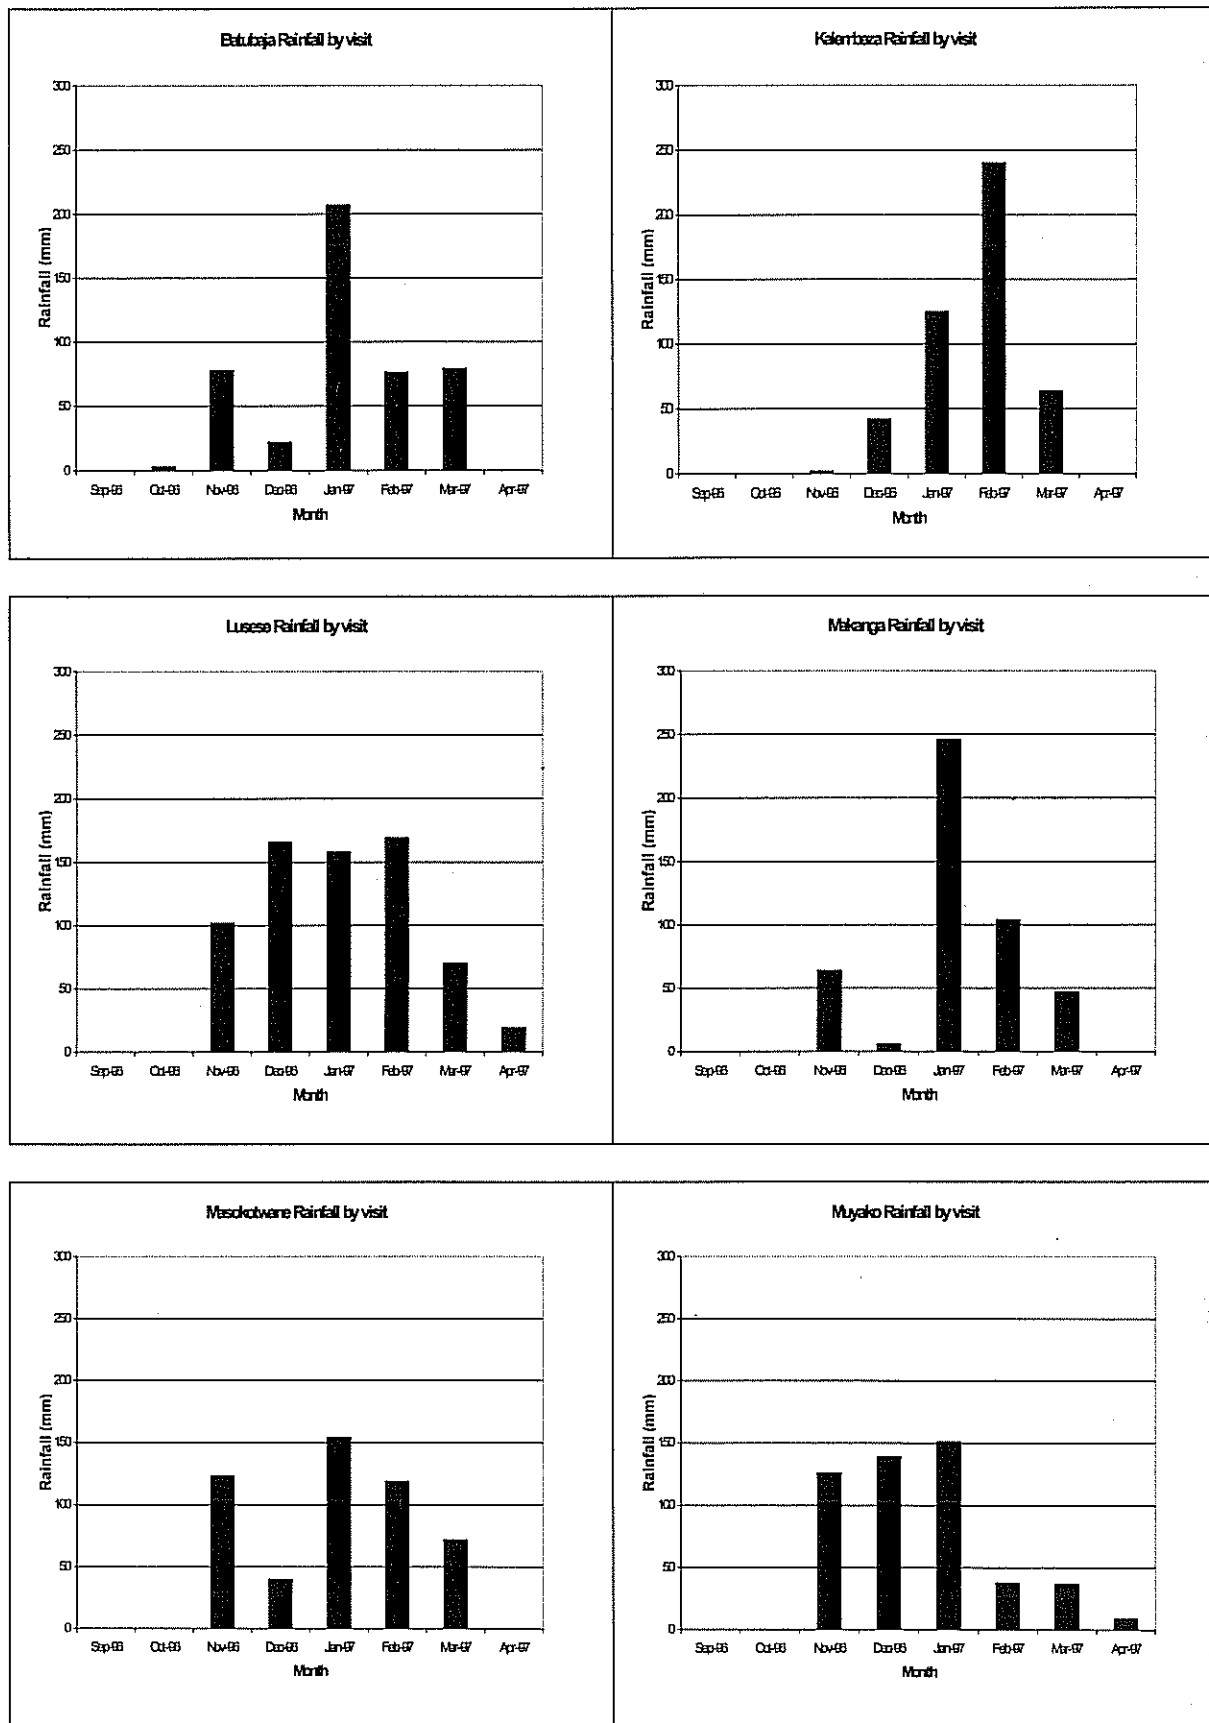 Batubaja Rainfall by visit
300
250
200
150
100
50
0
Rainfall (mm)
Sep-96 Oct-96 Nov-96 Dec-96 Jan-97 Feb-97 Mar-97 Apr-97
Month
Kalembeza Rainfall by visit
300
250
200
150
100
50
0
Rainfall (mm)
Sep-96 Oct-96 Nov-96 Dec-96 Jan-97 Feb-97 Mar-97 Apr-97
Month
Lusese Rainfall by visit
300
250
200
150
100
50
0
Rainfall (mm)
Sep-96 Oct-96 Nov-96 Dec-96 Jan-97 Feb-97 Mar-97 Apr-97
Month
Makanga Rainfall by visit
300
250
200
150
100
50
0
Rainfall (mm)
Sep-96 Oct-96 Nov-96 Dec-96 Jan-97 Feb-97 Mar-97 Apr-97
Month
Masokotwane Rainfall by visit
300
250
200
150
100
50
0
Rainfall (mm)
Sep-96 Oct-96 Nov-96 Dec-96 Jan-97 Feb-97 Mar-97 Apr-97
Month
Muyako Rainfall by visit
300
250
200
150
100
50
0
Rainfall (mm)
Sep-96 Oct-96 Nov-96 Dec-96 Jan-97 Feb-97 Mar-97 Apr-97
Month